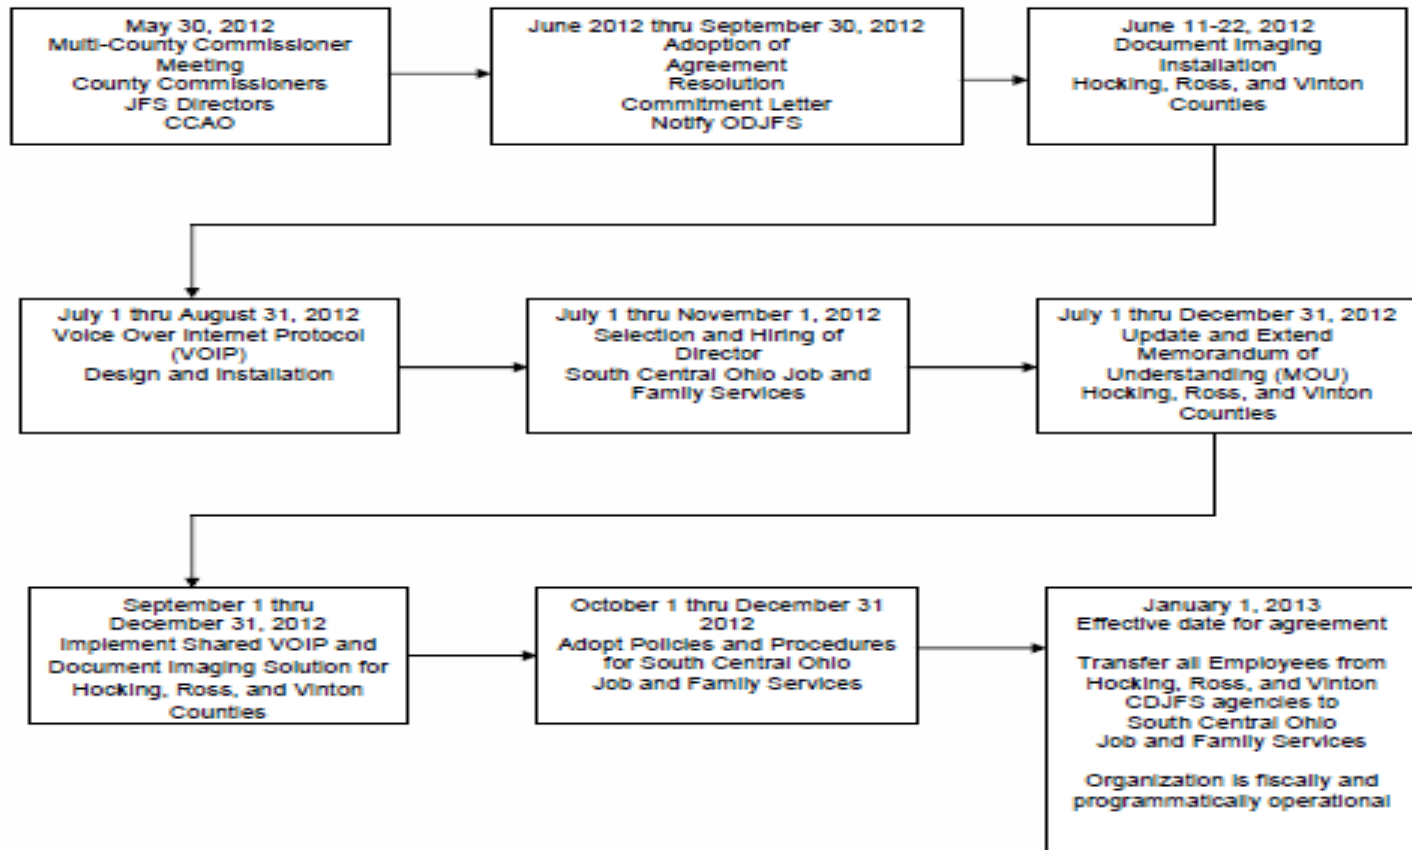 May 30, 2012
Multi-County Commissioner
Meeting
County Commissioners
JFS Directors
CCAO
June 2012 thru September 30, 2012
Adoption of
Agreement
Resolution
Commitment Letter
Notify ODJFS
June 11-22, 2012
Document Imaging
Installation
Hocking, Ross, and Vinton
Counties
July 1 thru August 31, 2012
Voice Over Internet Protocol
(VOIP)
Design and Installation
July 1 thru November 1, 2012
Selection and Hiring of
Director
South Central Ohio Job and
Family Services
July 1 thru December 31, 2012
Update and Extend
Memorandum of
Understanding (MOU)
Hocking, Ross, and Vinton
Counties
September 1 thru
December 31, 2012
Implement Shared VOIP and
Document Imaging Solution for
Hocking, Ross, and Vinton
Counties
October 1 thru December 31
2012
Adopt Policies and Procedures
for South Central Ohio
Job and Family Services
January 1, 2013
Effective date for agreement
Transfer all Employees from
Hocking, Ross, and Vinton
CDJFS agencies to
South Central Ohio
Job and Family Services
Organization is fiscally and
programmatically operational